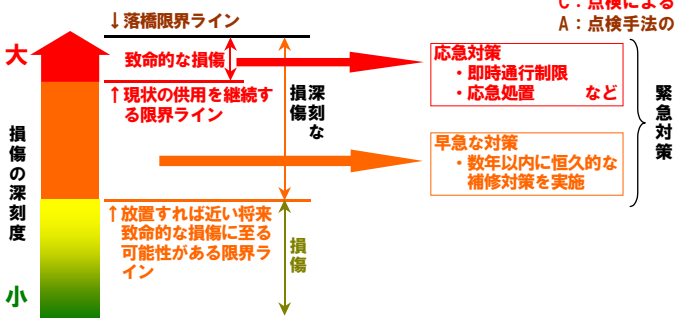 C：点検による
A：点検手法の
↓落橋限界ライン
大
致命的な損傷
↑現状の供用を継続す
る限界ライン
深刻な
損傷
応急対策
・即時通行制限
・応急処置　　など
早急な対策
・数年以内に恒久的な
補修対策を実施
緊急対策
損傷の深刻度
↑放置すれば近い将来
致命的な損傷に至る
可能性がある限界ラ
イン
損傷
小